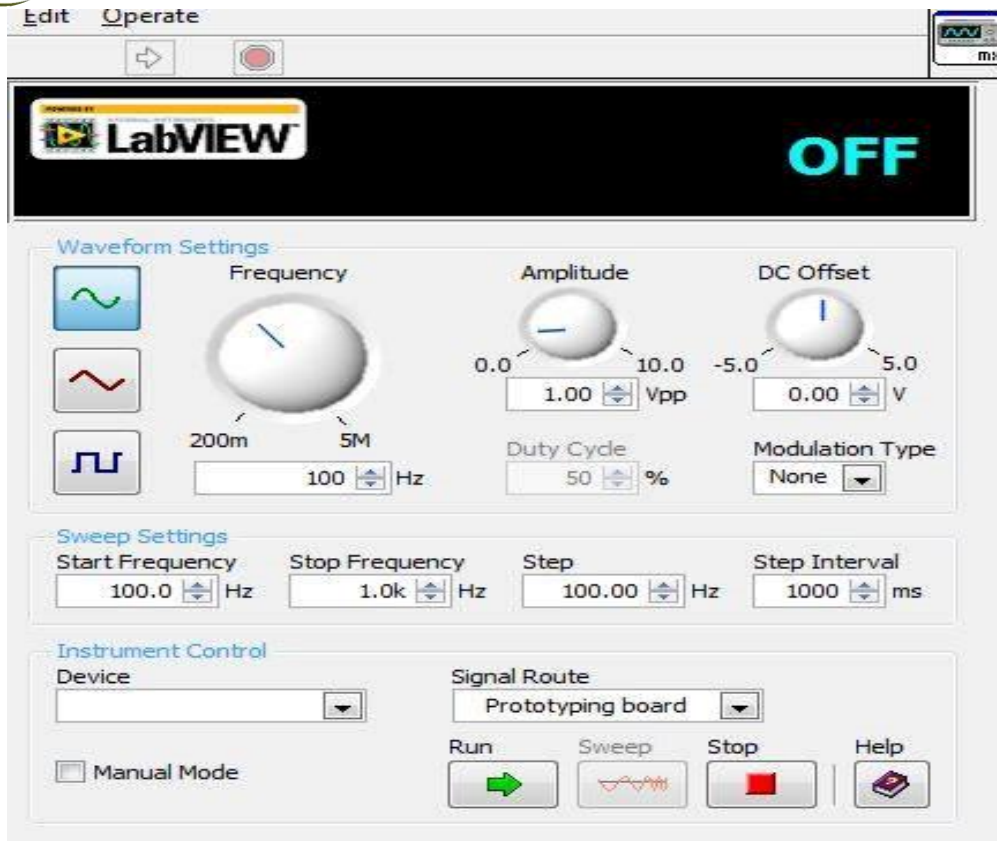 Edit Operate
LabVIEW
OFF
Waveform Settings
Frequency Amplitude DC Offset
0.0 10.0 -5.0 5.0
1.00 Vpp 0.00 V
200m 5M
Duty Cycle Modulation Type
100 Hz 50 % None
Sweep Settings
Start Frequency Stop Frequency Step Step Interval
100.0 Hz 1.0k Hz 100.00 Hz 1000 ms
Instrument Control
Device Signal Route
Prototyping board
Run Sweep Stop Help
Manual Mode